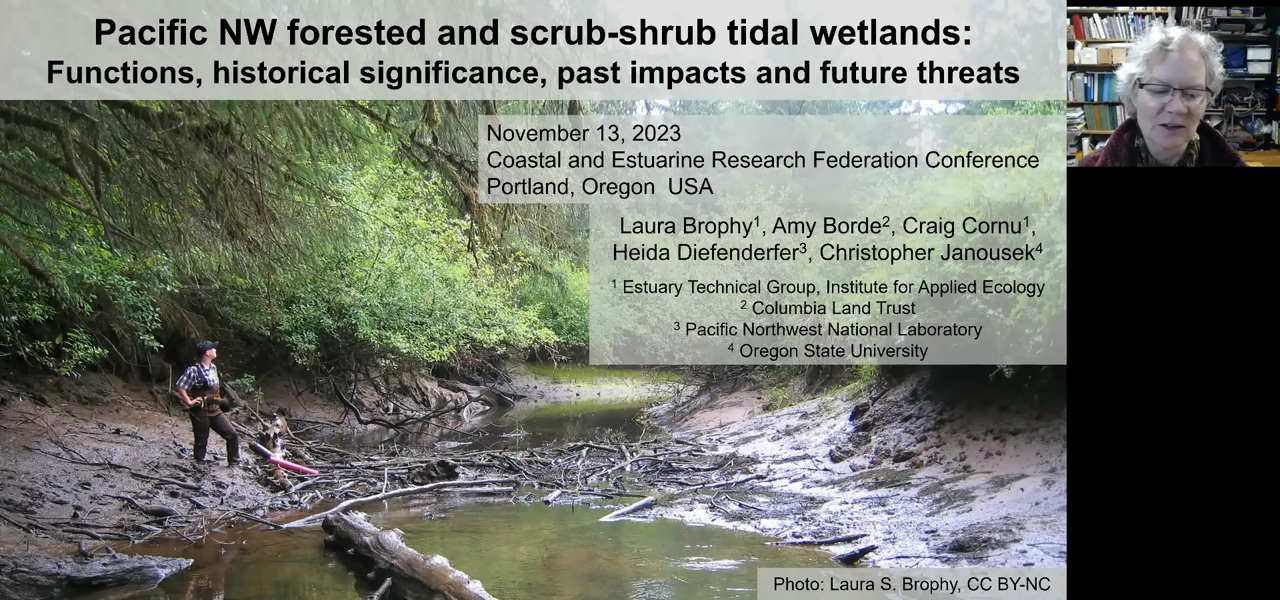 Pacific NW forested and scrub-shrub tidal wetlands:
Functions, historical significance, past impacts and future threats
November 13, 2023
Coastal and Estuarine Research Federation Conference
Portland, Oregon USA
Laura Brophy¹, Amy Borde², Craig Cornu¹,
Heida Diefenderfer³, Christopher Janousek⁴
¹ Estuary Technical Group, Institute for Applied Ecology
² Columbia Land Trust
³ Pacific Northwest National Laboratory
⁴ Oregon State University
Photo: Laura S. Brophy, CC BY-NC